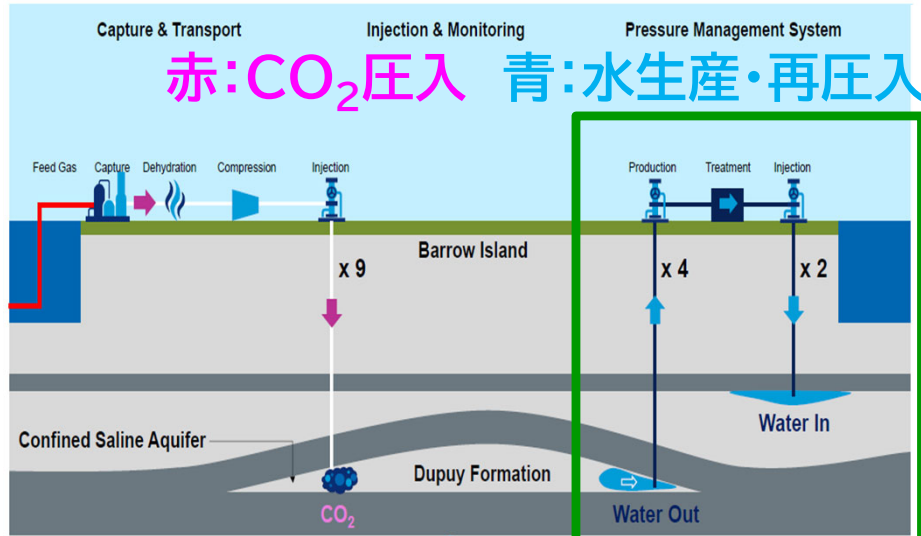 Capture & Transport
Injection & Monitoring
Pressure Management System
赤:CO₂圧入
青:水生産・再圧入
Feed Gas
Capture
Dehydration
Compression
Injection
Production
Treatment
Injection
Barrow Island
x 9
x 4
x 2
Water In
Confined Saline Aquifer
Dupuy Formation
CO₂
Water Out